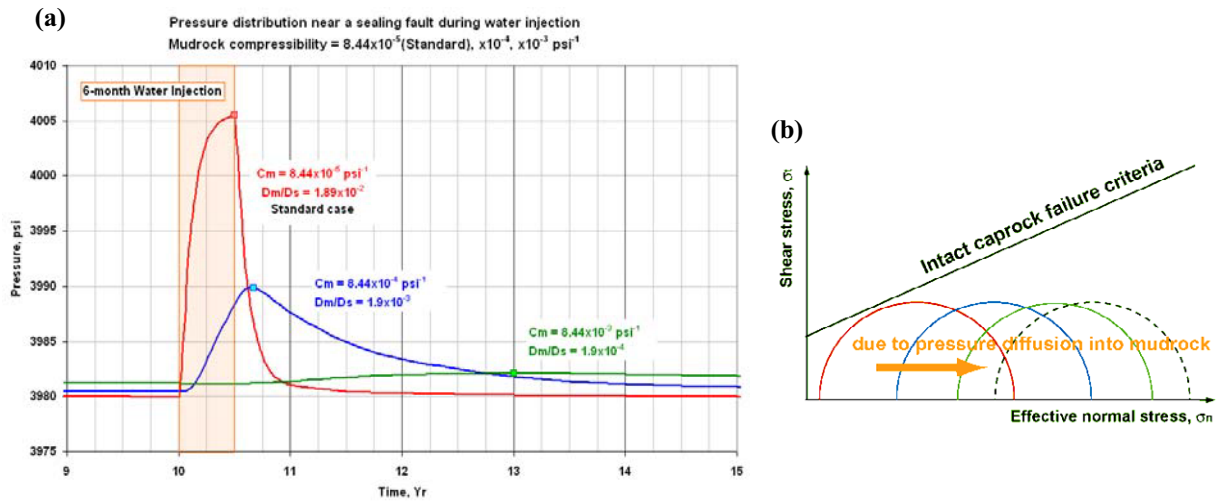 (a)
Pressure distribution near a sealing fault during water injection
Mudrock compressibility = 8.44x10⁻⁵(Standard), x10⁻⁴, x10⁻³ psi⁻¹
4010
4005
4000
3995
3990
3985
3980
3975
Pressure, psi
6-month Water Injection
Cm = 8.44x10⁻⁵ psi⁻¹
Dm/Ds = 1.89x10⁻²
Standard case
Cm = 8.44x10⁻⁴ psi⁻¹
Dm/Ds = 1.9x10⁻³
Cm = 8.44x10⁻³ psi⁻¹
Dm/Ds = 1.9x10⁻⁴
9 10 11 12 13 14 15
Time, Yr
(b)
Shear stress,
Intact caprock failure criteria
due to pressure diffusion into mudrock
Effective normal stress, σn